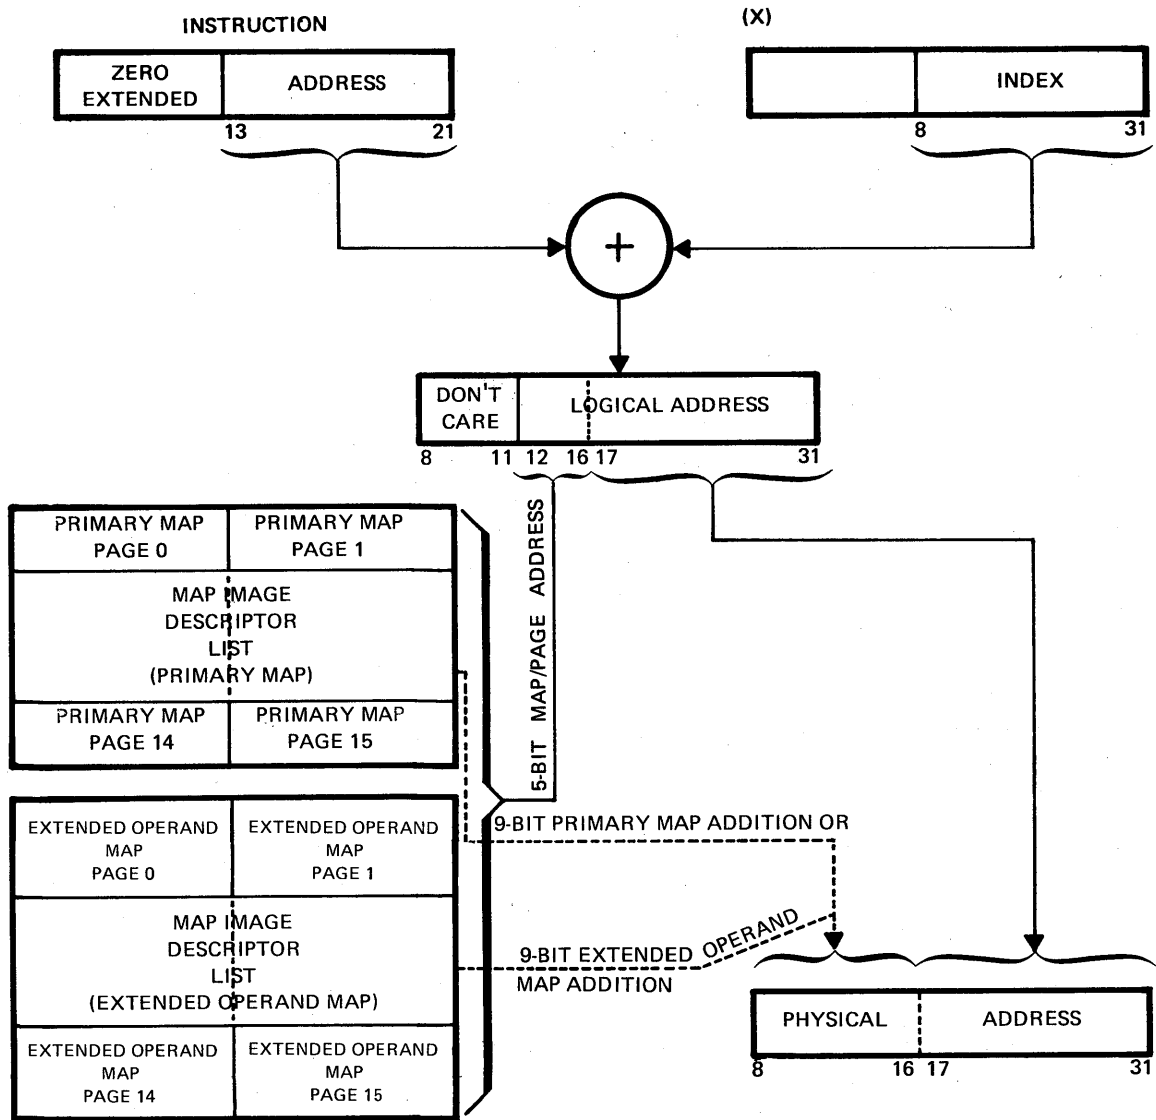 INSTRUCTION
(X)
ZERO
EXTENDED
ADDRESS
INDEX
13 21
8 31
+
DON'T
CARE
LOGICAL ADDRESS
8 11 12 16 17 31
5-BIT MAP/PAGE ADDRESS
PRIMARY MAP
PAGE 0
PRIMARY MAP
PAGE 1
MAP IMAGE
DESCRIPTOR
LIST
(PRIMARY MAP)
PRIMARY MAP
PAGE 14
PRIMARY MAP
PAGE 15
EXTENDED OPERAND
MAP
PAGE 0
EXTENDED OPERAND
MAP
PAGE 1
MAP IMAGE
DESCRIPTOR
LIST
(EXTENDED OPERAND MAP)
EXTENDED OPERAND
MAP
PAGE 14
EXTENDED OPERAND
MAP
PAGE 15
9-BIT PRIMARY MAP ADDITION OR
9-BIT EXTENDED OPERAND
MAP ADDITION
PHYSICAL ADDRESS
8 16 17 31